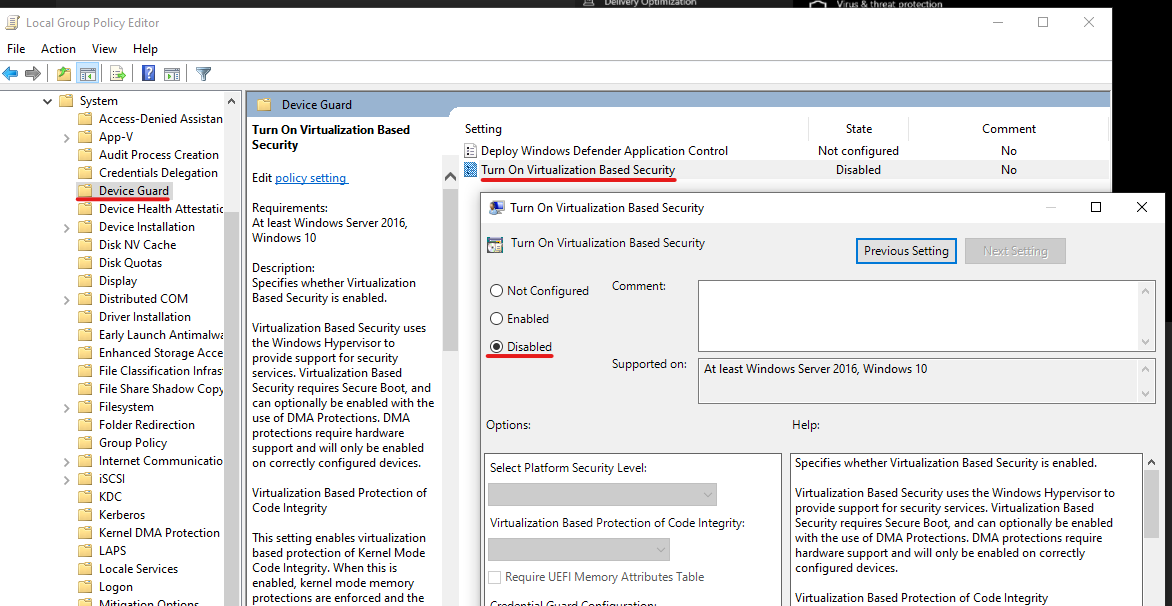 Delivery Optimization
Virus & threat protection
Local Group Policy Editor
File Action View Help
System
Access-Denied Assistan
App-V
Audit Process Creation
Credentials Delegation
Device Guard
Device Health Attestatic
Device Installation
Disk NV Cache
Disk Quotas
Display
Distributed COM
Driver Installation
Early Launch Antimalwa
Enhanced Storage Acce
File Classification Infras
File Share Shadow Copy
Filesystem
Folder Redirection
Group Policy
Internet Communicatio
iSCSI
KDC
Kerberos
Kernel DMA Protection
LAPS
Locale Services
Logon
Mitigation Options
Device Guard
Turn On Virtualization Based
Security
Edit policy setting
Requirements:
At least Windows Server 2016,
Windows 10
Description:
Specifies whether Virtualization
Based Security is enabled.
Virtualization Based Security uses
the Windows Hypervisor to
provide support for security
services. Virtualization Based
Security requires Secure Boot, and
can optionally be enabled with the
use of DMA Protections. DMA
protections require hardware
support and will only be enabled
on correctly configured devices.
Virtualization Based Protection of
Code Integrity
This setting enables virtualization
based protection of Kernel Mode
Code Integrity. When this is
enabled, kernel mode memory
protections are enforced and the
Setting State Comment
Deploy Windows Defender Application Control Not configured No
Turn On Virtualization Based Security Disabled No
Turn On Virtualization Based Security
Turn On Virtualization Based Security
Previous Setting Next Setting
Not Configured
Enabled
Disabled
Comment:
Supported on: At least Windows Server 2016, Windows 10
Options:
Select Platform Security Level:
Virtualization Based Protection of Code Integrity:
Require UEFI Memory Attributes Table
Credential Guard Configuration:
Help:
Specifies whether Virtualization Based Security is enabled.
Virtualization Based Security uses the Windows Hypervisor to
provide support for security services. Virtualization Based
Security requires Secure Boot, and can optionally be enabled
with the use of DMA Protections. DMA protections require
hardware support and will only be enabled on correctly
configured devices.
Virtualization Based Protection of Code Integrity